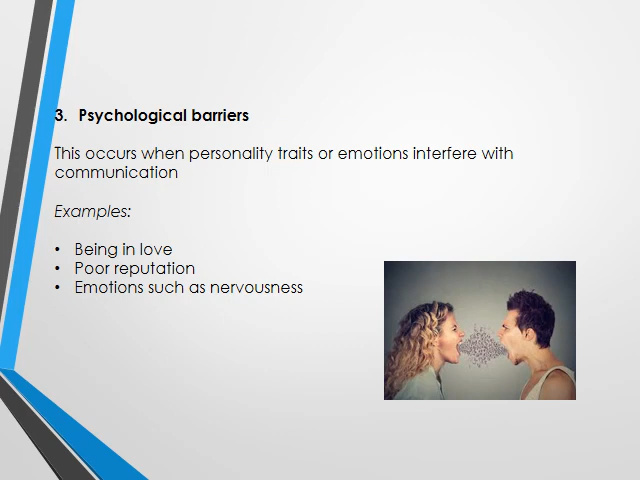 3. Psychological barriers
This occurs when personality traits or emotions interfere with
communication
Examples:
• Being in love
• Poor reputation
• Emotions such as nervousness